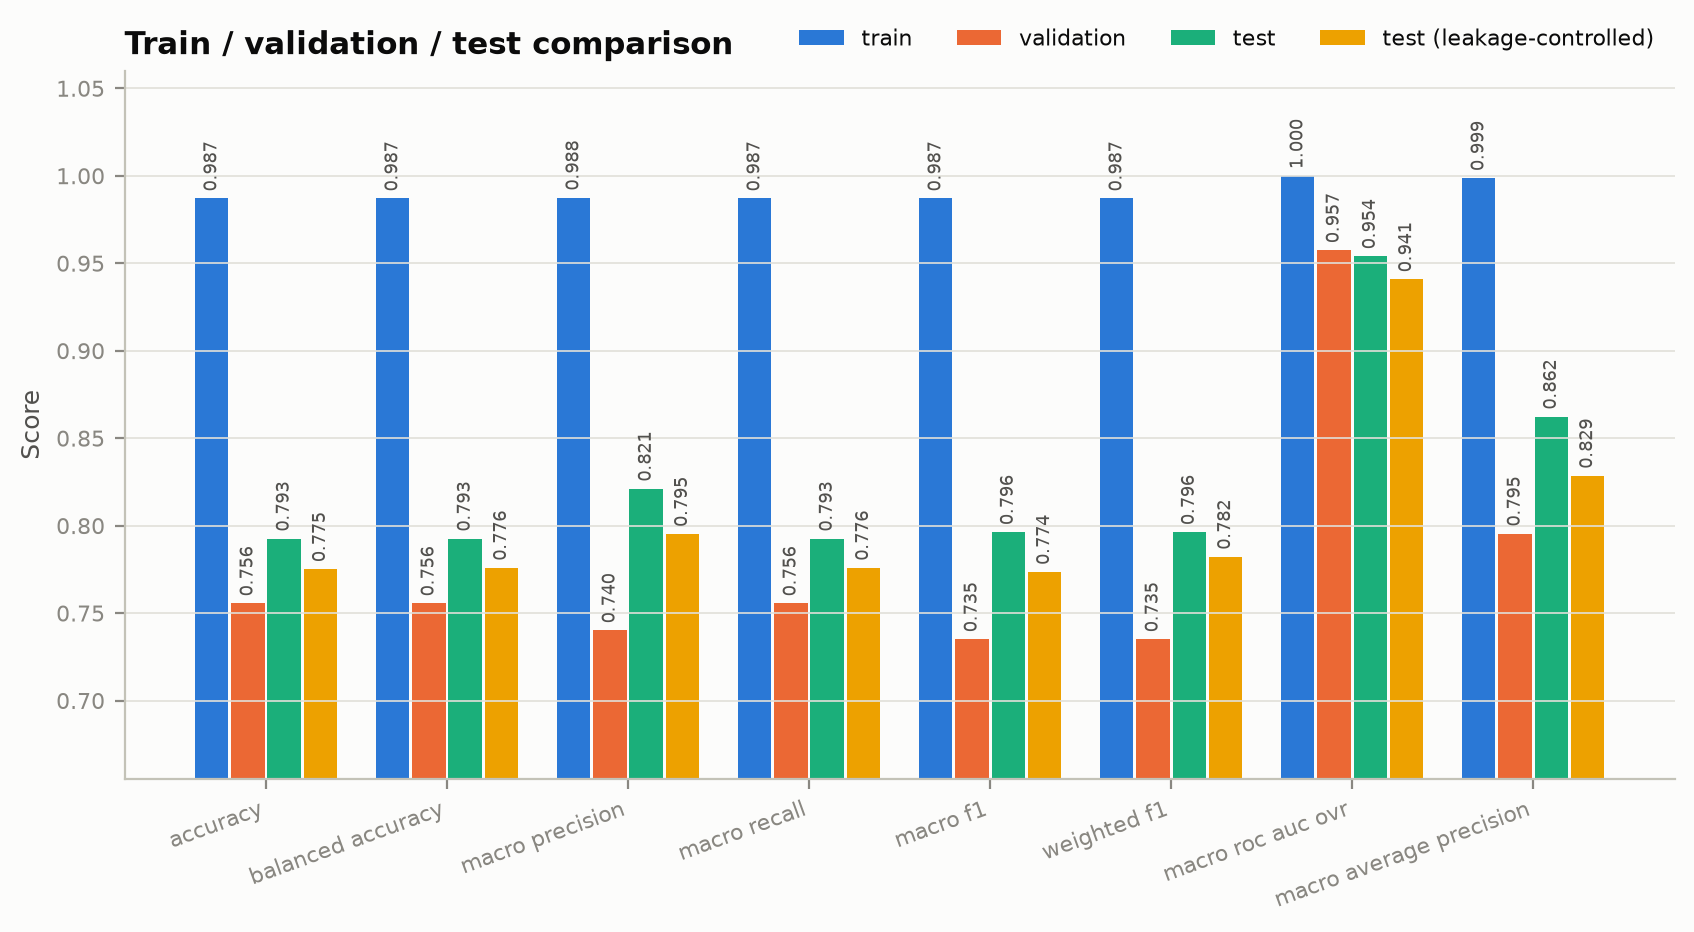 Train / validation / test comparison
train
validation
test
test (leakage-controlled)
Score
1.05
1.00
0.95
0.90
0.85
0.80
0.75
0.70
0.987
0.756
0.793
0.775
0.987
0.756
0.793
0.776
0.988
0.740
0.821
0.795
0.987
0.756
0.793
0.776
0.987
0.735
0.796
0.774
0.987
0.735
0.796
0.782
1.000
0.957
0.954
0.941
0.999
0.795
0.862
0.829
accuracy
balanced accuracy
macro precision
macro recall
macro f1
weighted f1
macro roc auc ovr
macro average precision